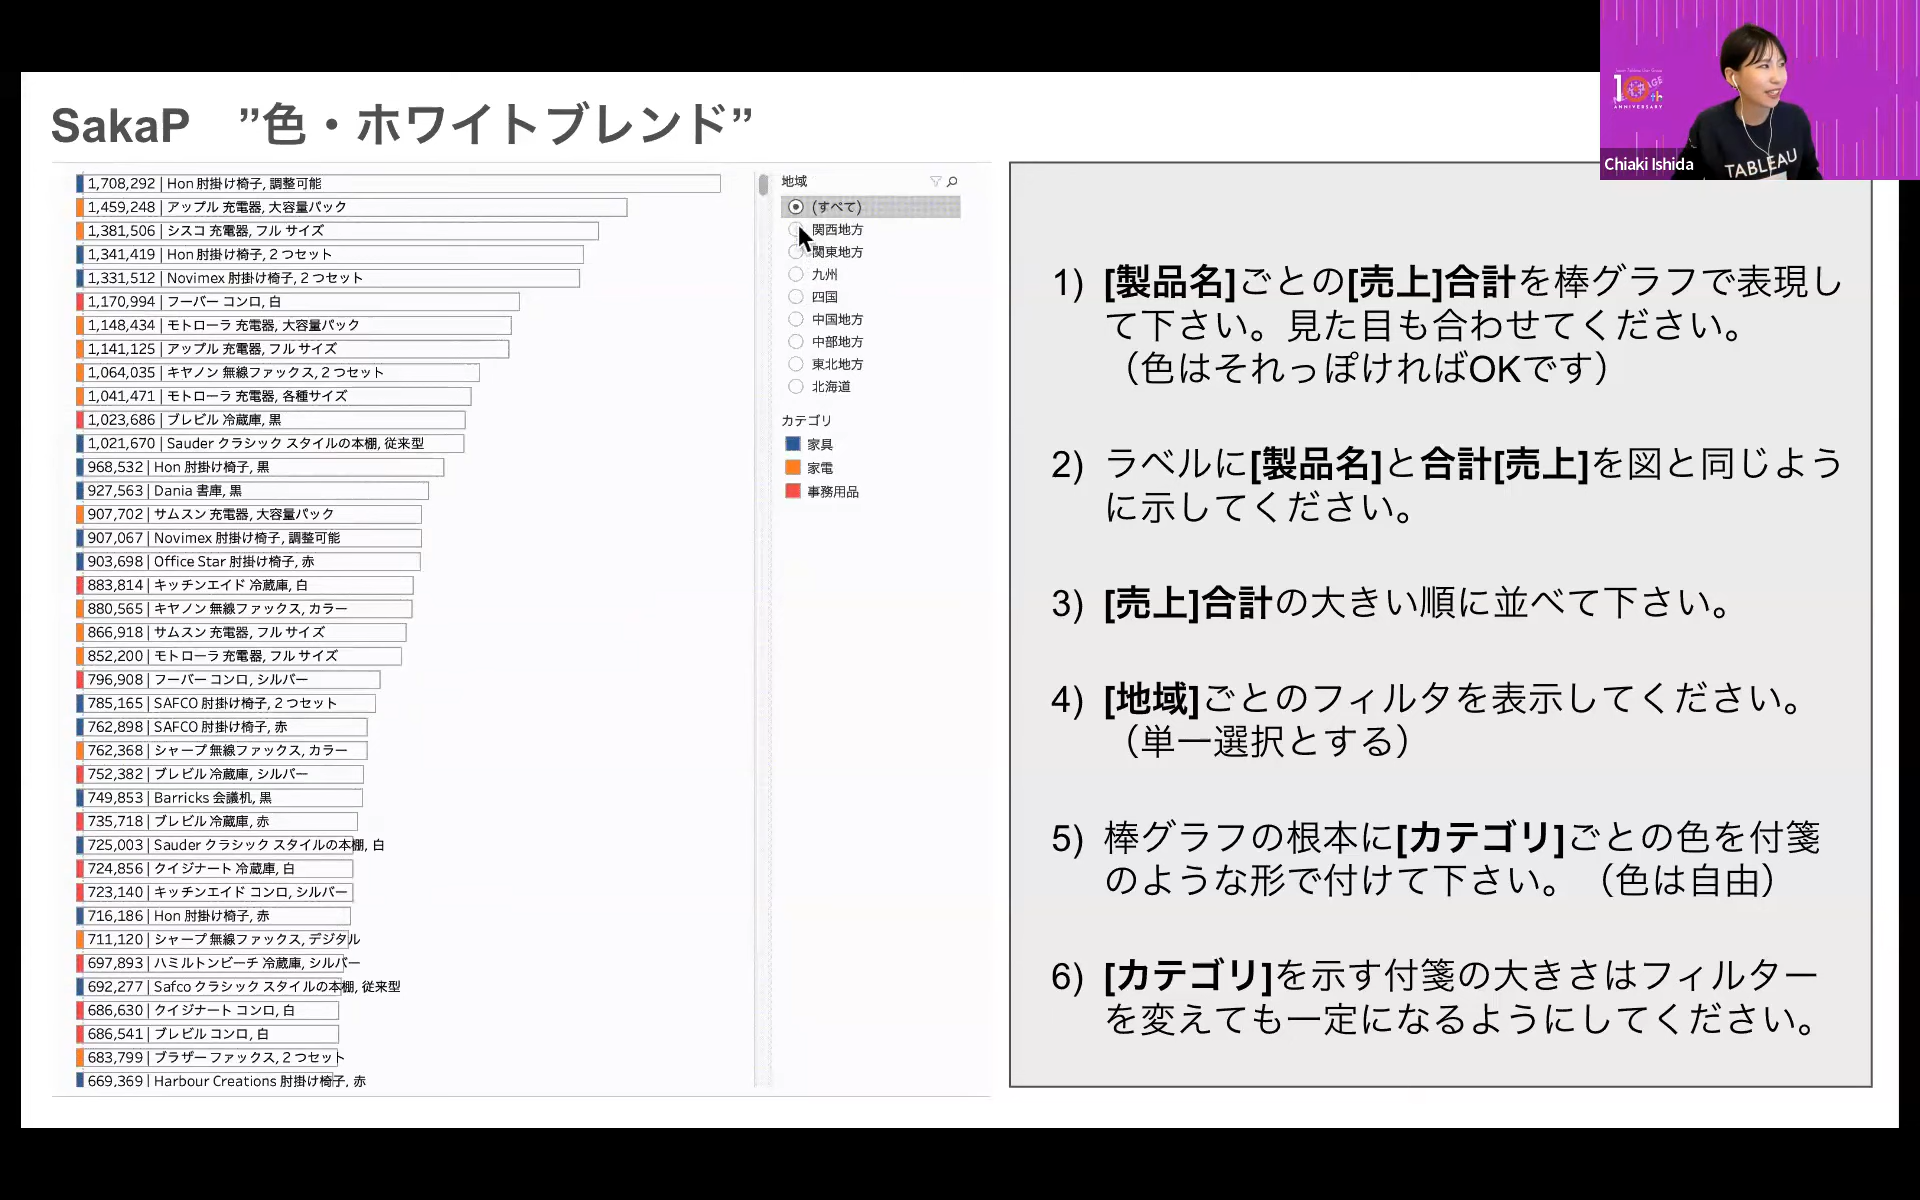 SakaP ”色・ホワイトブレンド”
1,708,292 | Hon 肘掛け椅子, 調整可能
1,459,248 | アップル 充電器, 大容量パック
1,381,506 | シスコ 充電器, フル サイズ
1,341,419 | Hon 肘掛け椅子, 2 つセット
1,331,512 | Novimex 肘掛け椅子, 2 つセット
1,170,994 | フーバー コンロ, 白
1,148,434 | モトローラ 充電器, 大容量パック
1,141,125 | アップル 充電器, フル サイズ
1,064,035 | キヤノン 無線ファックス, 2 つセット
1,041,471 | モトローラ 充電器, 各種サイズ
1,023,686 | ブレビル 冷蔵庫, 黒
1,021,670 | Sauder クラシック スタイルの本棚, 従来型
968,532 | Hon 肘掛け椅子, 黒
927,563 | Dania 書庫, 黒
907,702 | サムスン 充電器, 大容量パック
907,067 | Novimex 肘掛け椅子, 調整可能
903,698 | Office Star 肘掛け椅子, 赤
883,814 | キッチンエイド 冷蔵庫, 白
880,565 | キヤノン 無線ファックス, カラー
866,918 | サムスン 充電器, フル サイズ
852,200 | モトローラ 充電器, フル サイズ
796,908 | フーバー コンロ, シルバー
785,165 | SAFCO 肘掛け椅子, 2 つセット
762,898 | SAFCO 肘掛け椅子, 赤
762,368 | シャープ 無線ファックス, カラー
752,382 | ブレビル 冷蔵庫, シルバー
749,853 | Barricks 会議机, 黒
735,718 | ブレビル 冷蔵庫, 赤
725,003 | Sauder クラシック スタイルの本棚, 白
724,856 | クイジナート 冷蔵庫, 白
723,140 | キッチンエイド コンロ, シルバー
716,186 | Hon 肘掛け椅子, 赤
711,120 | シャープ 無線ファックス, デジタル
697,893 | ハミルトンビーチ 冷蔵庫, シルバー
692,277 | Safco クラシック スタイルの本棚, 従来型
686,630 | クイジナート コンロ, 白
686,541 | ブレビル コンロ, 白
683,799 | ブラザー ファックス, 2 つセット
669,369 | Harbour Creations 肘掛け椅子, 赤
地域
(すべて)
関西地方
関東地方
九州
四国
中国地方
中部地方
東北地方
北海道
カテゴリ
家具
家電
事務用品
1) [製品名]ごとの[売上]合計を棒グラフで表現し
て下さい。見た目も合わせてください。
（色はそれっぽければOKです）
2) ラベルに[製品名]と合計[売上]を図と同じよう
に示してください。
3) [売上]合計の大きい順に並べて下さい。
4) [地域]ごとのフィルタを表示してください。
（単一選択とする）
5) 棒グラフの根本に[カテゴリ]ごとの色を付箋
のような形で付けて下さい。（色は自由）
6) [カテゴリ]を示す付箋の大きさはフィルター
を変えても一定になるようにしてください。
10th
ANNIVERSARY
TABLEAU
Chiaki Ishida